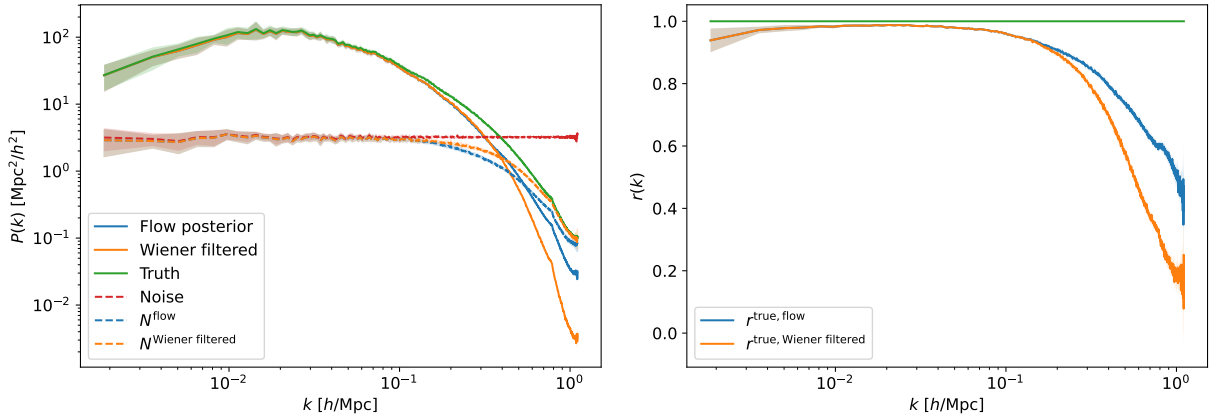 P(k) [Mpc²/h²]
10²
10¹
10⁰
10⁻¹
10⁻²
Flow posterior
Wiener filtered
Truth
Noise
N^flow
N^Wiener filtered
10⁻² 10⁻¹ 10⁰
k [h/Mpc]
r(k)
1.0
0.8
0.6
0.4
0.2
0.0
r^true, flow
r^true, Wiener filtered
10⁻² 10⁻¹ 10⁰
k [h/Mpc]